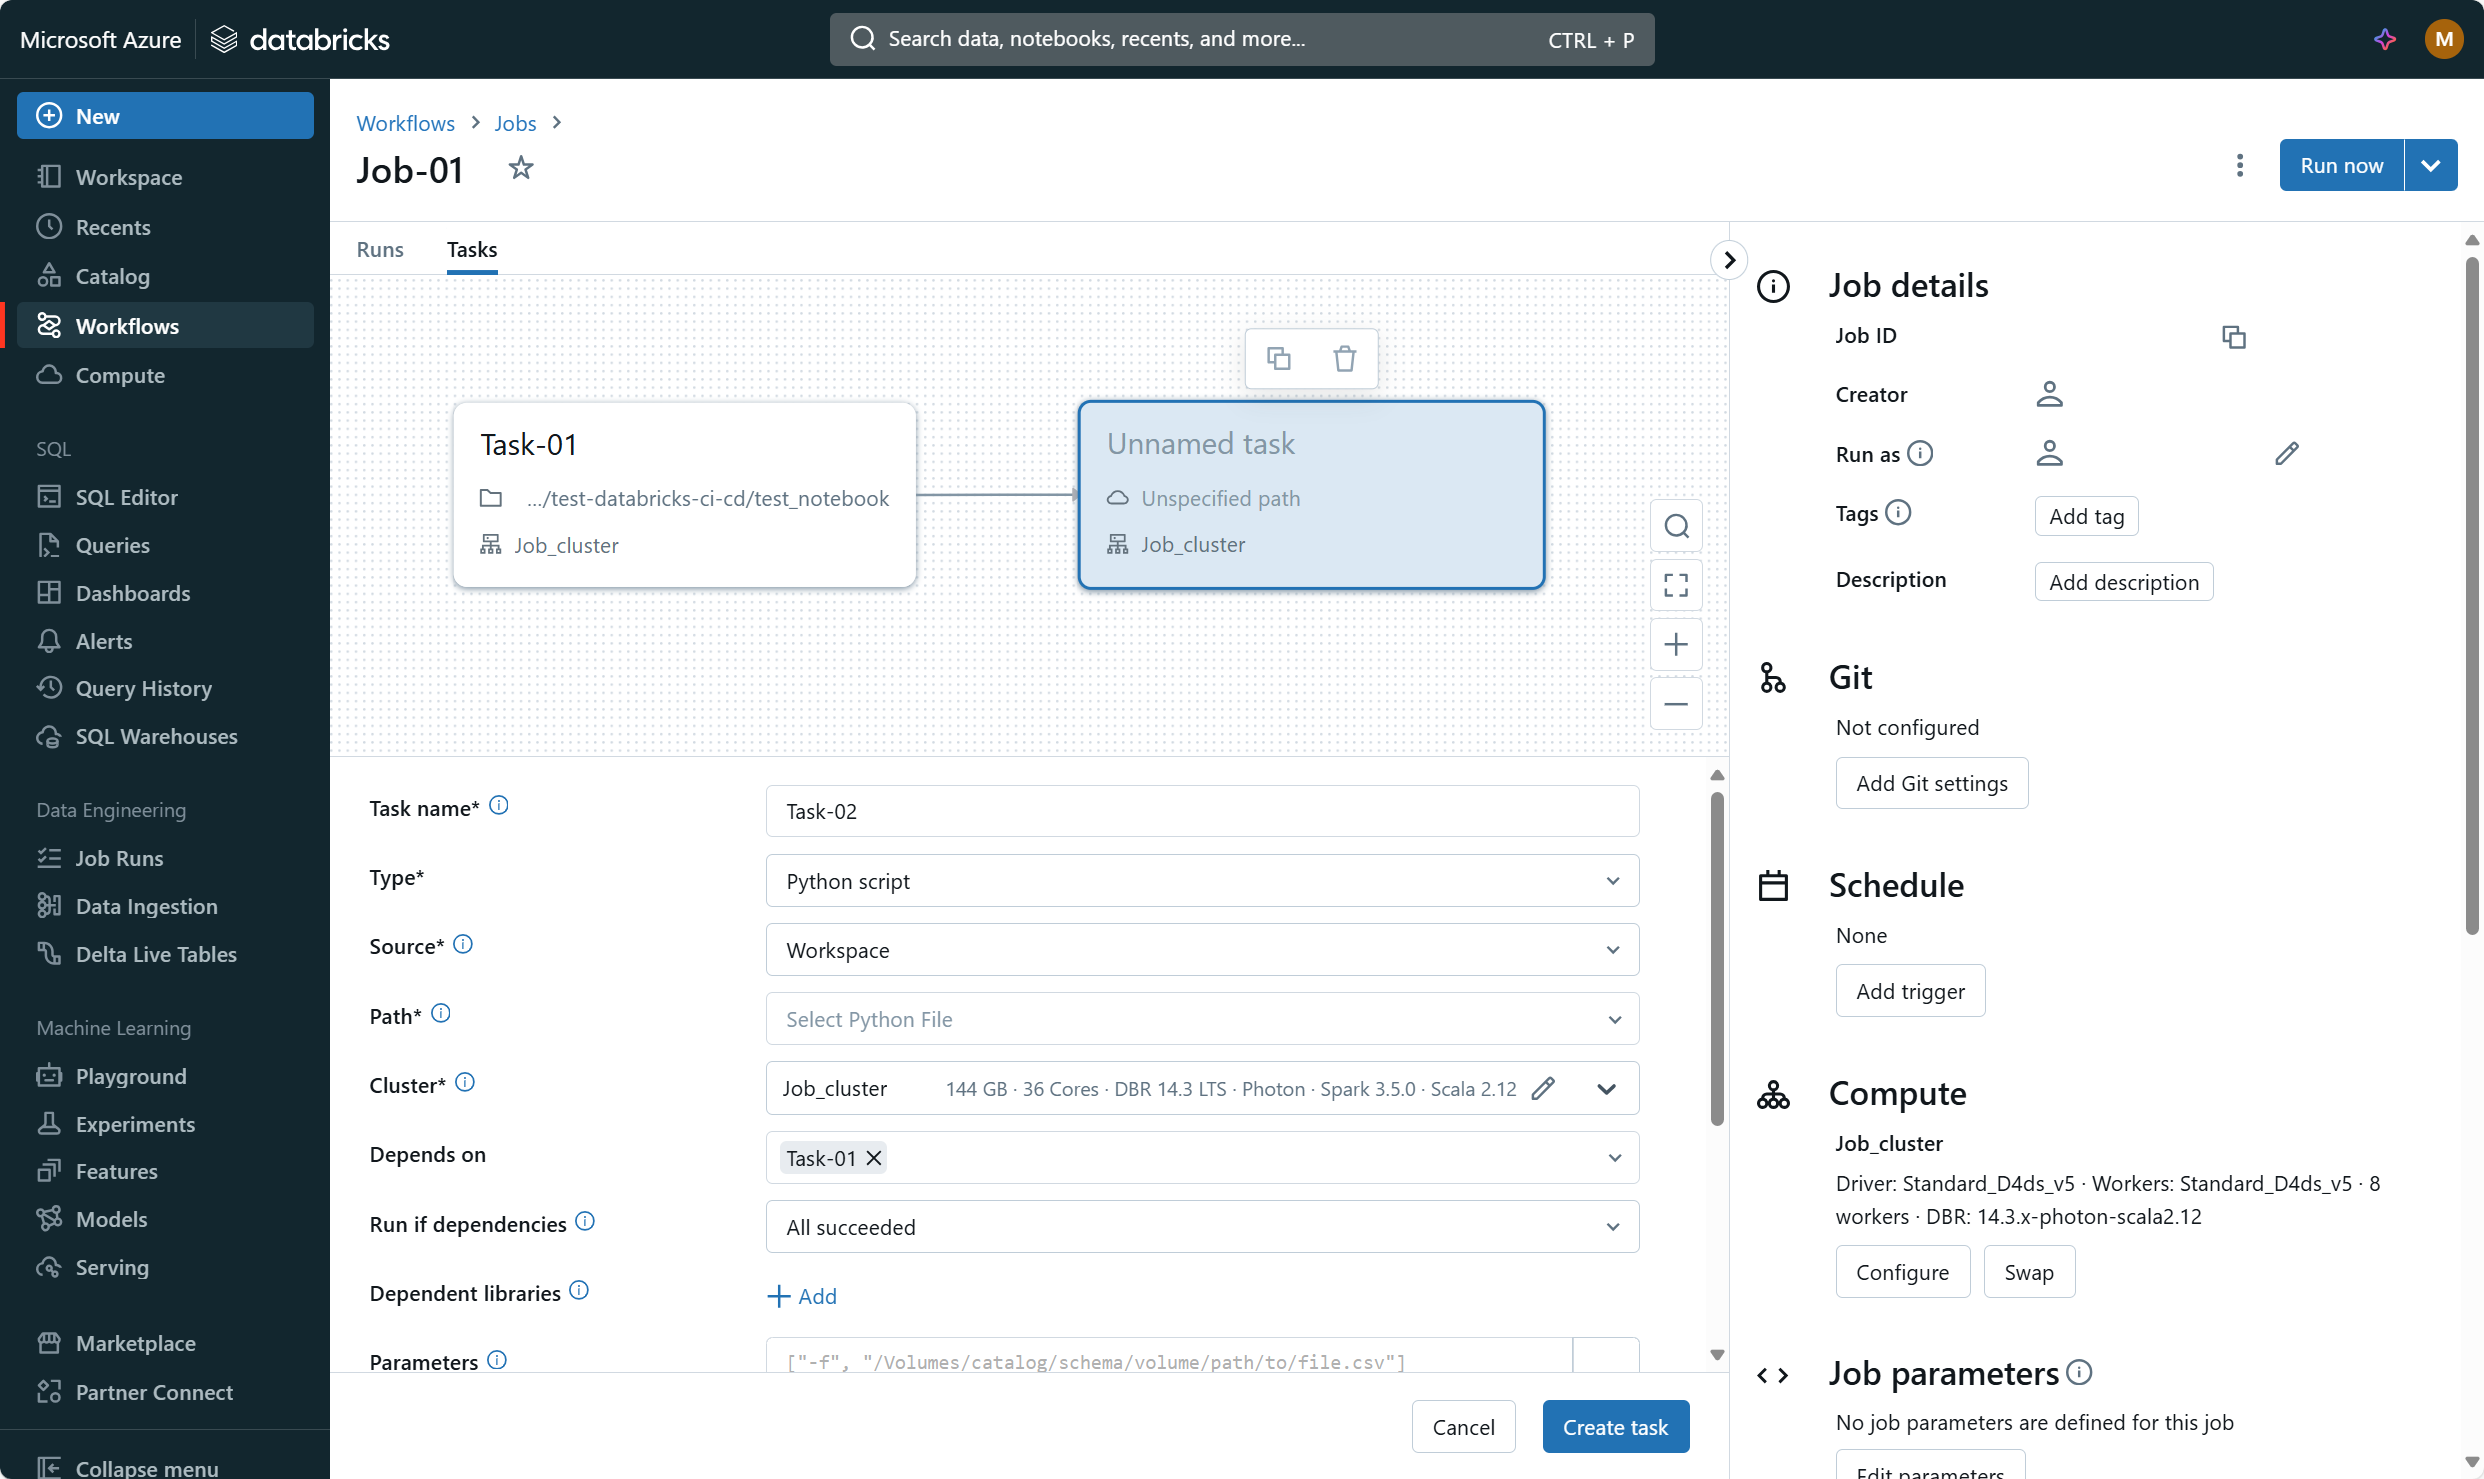 Microsoft Azure databricks
Search data, notebooks, recents, and more... CTRL + P
M
New
Workspace
Recents
Catalog
Workflows
Compute
SQL
SQL Editor
Queries
Dashboards
Alerts
Query History
SQL Warehouses
Data Engineering
Job Runs
Data Ingestion
Delta Live Tables
Machine Learning
Playground
Experiments
Features
Models
Serving
Marketplace
Partner Connect
Collapse menu
Workflows > Jobs >
Job-01
Run now
Runs Tasks
Task-01
.../test-databricks-ci-cd/test_notebook
Job_cluster
Unnamed task
Unspecified path
Job_cluster
Task name* Task-02
Type* Python script
Source* Workspace
Path* Select Python File
Cluster* Job_cluster 144 GB · 36 Cores · DBR 14.3 LTS · Photon · Spark 3.5.0 · Scala 2.12
Depends on Task-01
Run if dependencies All succeeded
Dependent libraries + Add
Parameters ["-f", "/Volumes/catalog/schema/volume/path/to/file.csv"]
Cancel Create task
Job details
Job ID
Creator
Run as
Tags Add tag
Description Add description
Git
Not configured
Add Git settings
Schedule
None
Add trigger
Compute
Job_cluster
Driver: Standard_D4ds_v5 · Workers: Standard_D4ds_v5 · 8
workers · DBR: 14.3.x-photon-scala2.12
Configure Swap
Job parameters
No job parameters are defined for this job
Edit parameters